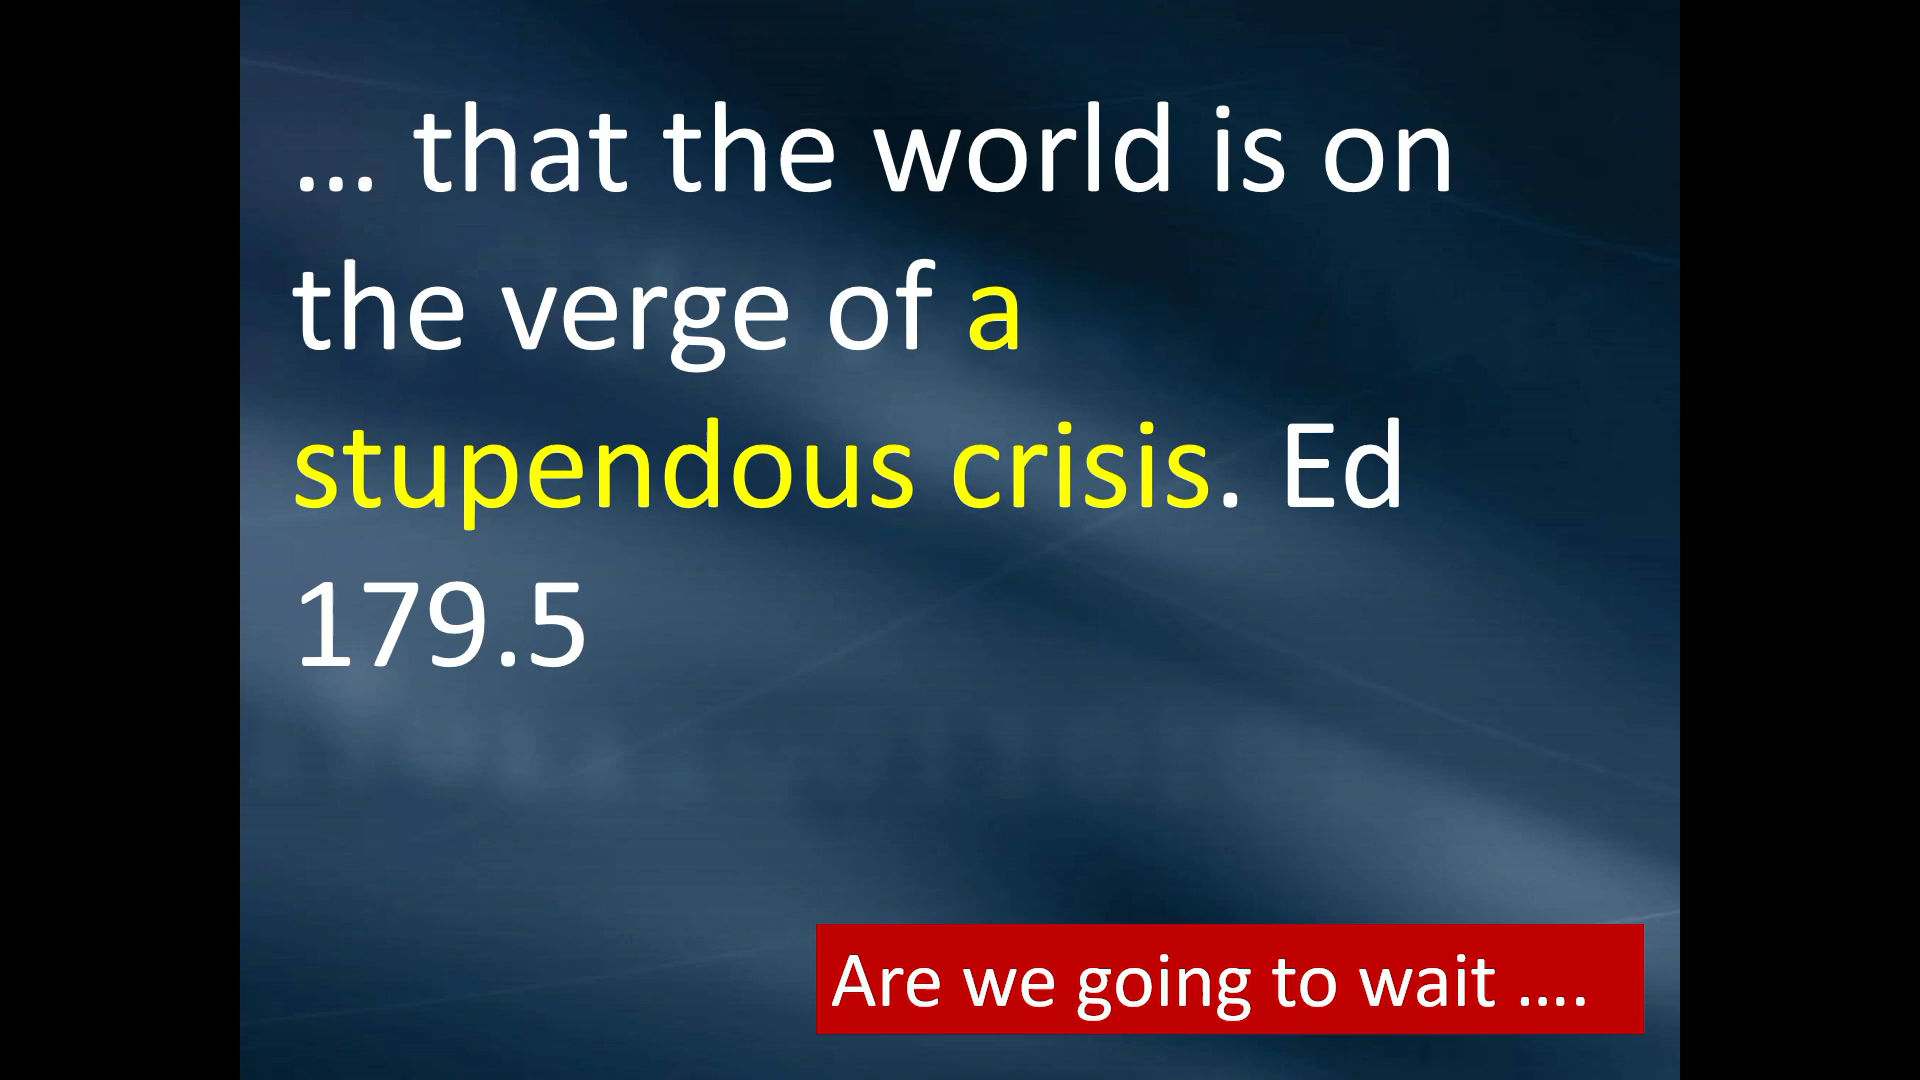 ... that the world is on
the verge of a
stupendous crisis. Ed
179.5
Are we going to wait ....